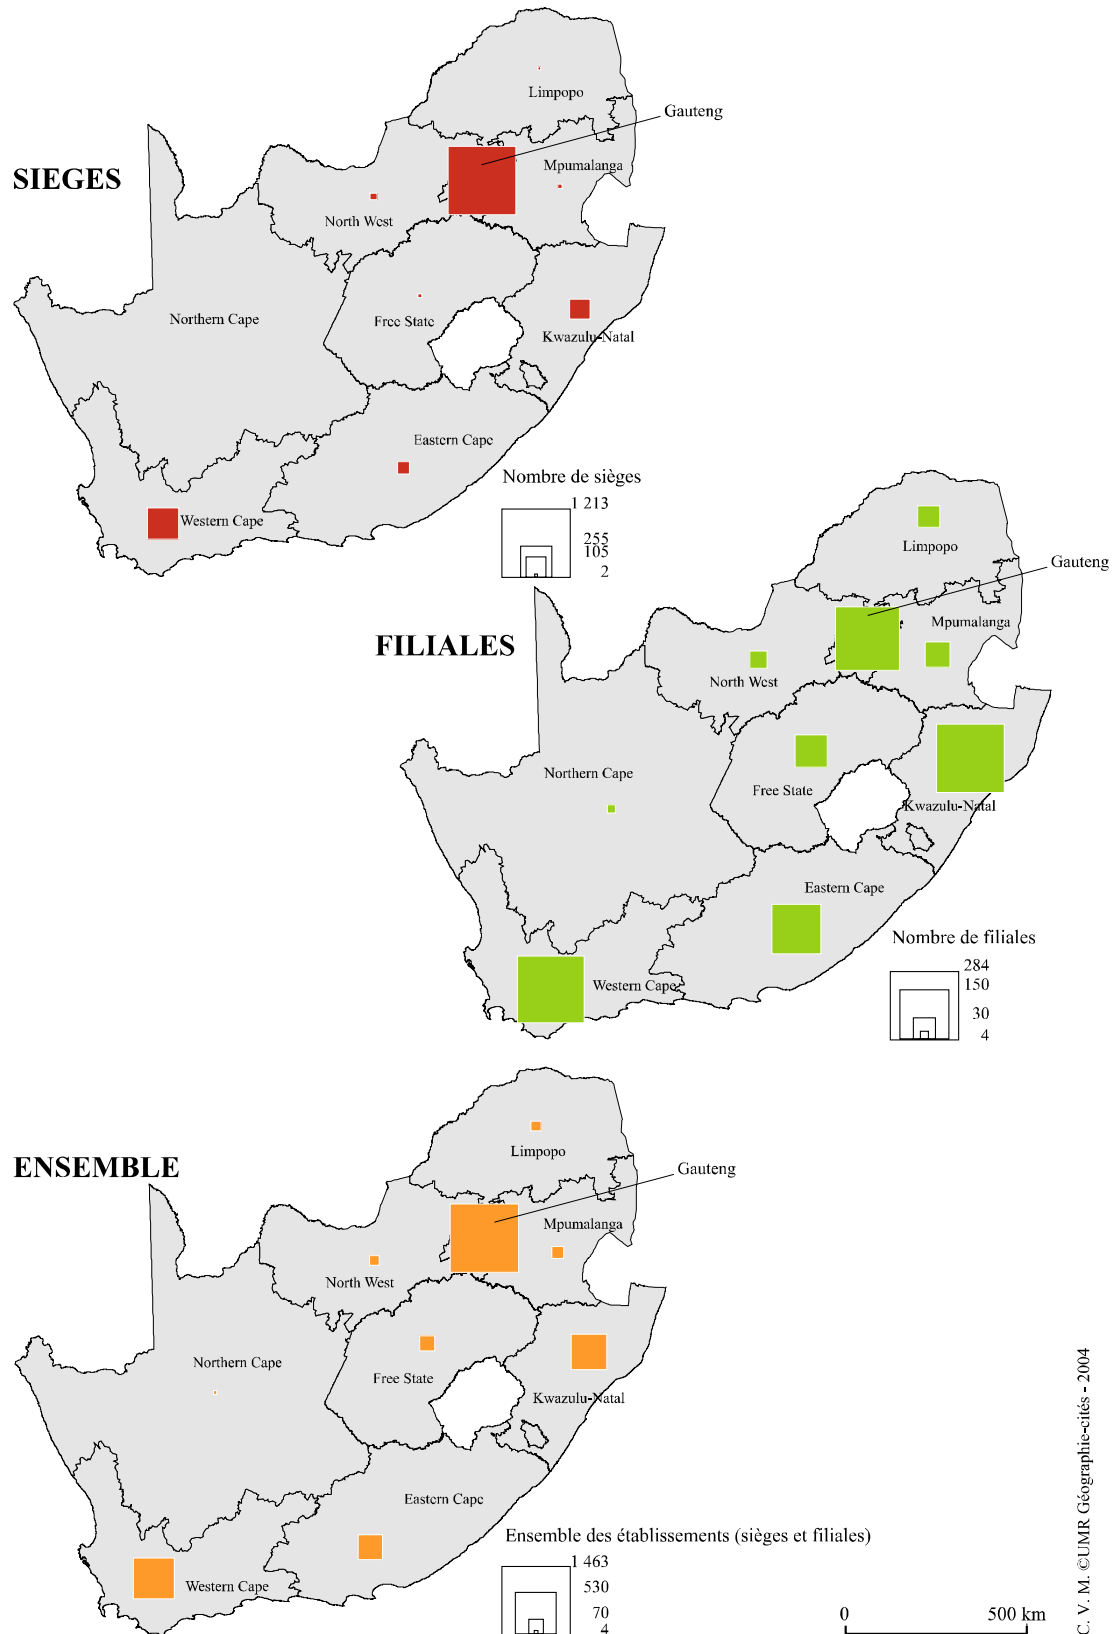 SIEGES
Limpopo
Gauteng
Mpumalanga
North West
Northern Cape
Free State
Kwazulu-Natal
Eastern Cape
Western Cape
Nombre de sièges
1 213
255
105
2
FILIALES
Limpopo
Gauteng
Mpumalanga
North West
Northern Cape
Free State
Kwazulu-Natal
Eastern Cape
Western Cape
Nombre de filiales
284
150
30
4
ENSEMBLE
Limpopo
Gauteng
Mpumalanga
North West
Northern Cape
Free State
Kwazulu-Natal
Eastern Cape
Western Cape
Ensemble des établissements (sièges et filiales)
1 463
530
70
4
0 500 km
C. V. M. ©UMR Géographie-cités - 2004